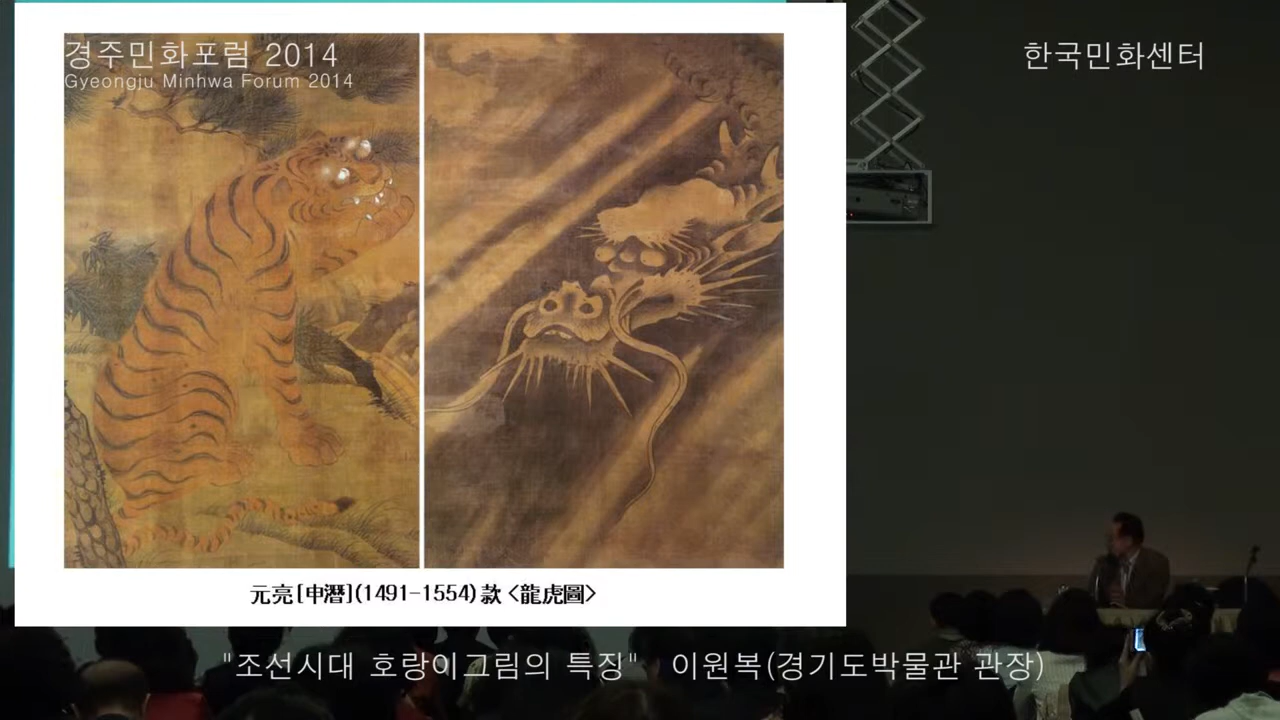 경주민화포럼 2014
Gyeongju Minhwa Forum 2014
한국민화센터
元亮[申潛](1491-1554)款 <龍虎圖>
"조선시대 호랑이그림의 특징" 이원복(경기도박물관 관장)